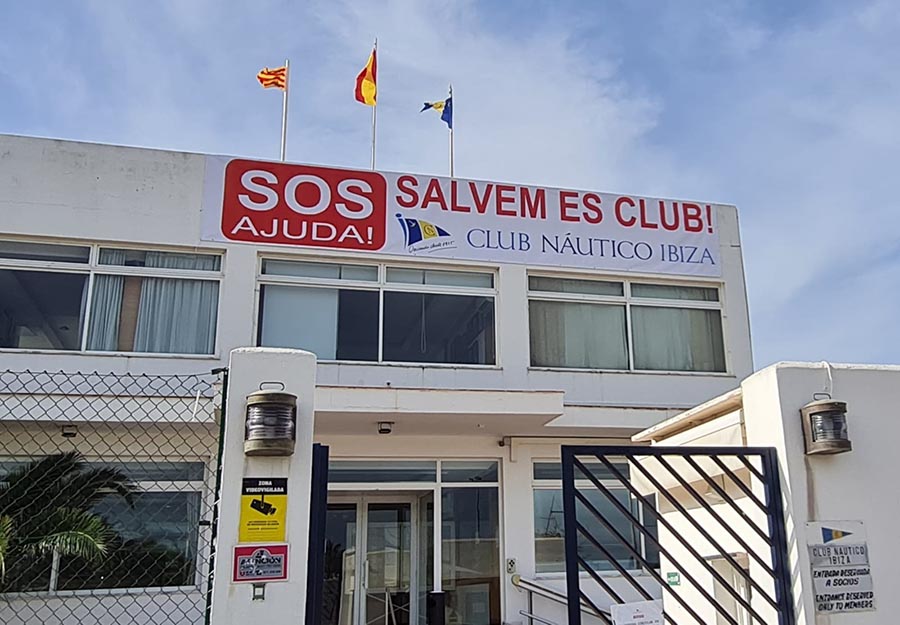 SOS
AJUDA!
SALVEM ES CLUB!
CLUB NÁUTICO IBIZA
ZONA
VIDEOVIGILADA
CLUB NÁUTICO
IBIZA
ENTRADA RESERVADA
A SOCIOS
ENTRANCE RESERVED
ONLY TO MEMBERS